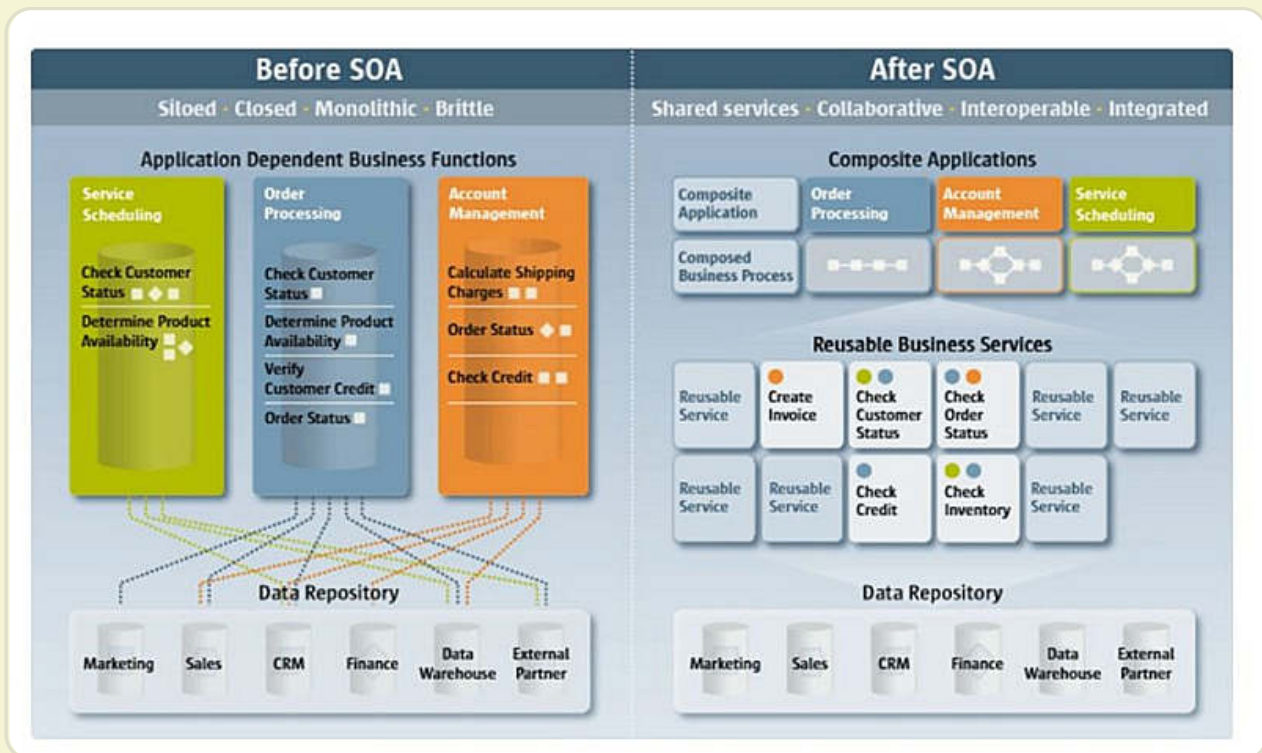 Before SOA
Siloed - Closed - Monolithic - Brittle
Application Dependent Business Functions
Service
Scheduling
Check Customer
Status
Determine Product
Availability
Order
Processing
Check Customer
Status
Determine Product
Availability
Verify
Customer Credit
Order Status
Account
Management
Calculate Shipping
Charges
Order Status
Check Credit
Data Repository
Marketing
Sales
CRM
Finance
Data
Warehouse
External
Partner
After SOA
Shared services - Collaborative - Interoperable - Integrated
Composite Applications
Composite
Application
Order
Processing
Account
Management
Service
Scheduling
Composed
Business Process
Reusable Business Services
Reusable
Service
Create
Invoice
Check
Customer
Status
Check
Order
Status
Reusable
Service
Reusable
Service
Reusable
Service
Reusable
Service
Check
Credit
Check
Inventory
Reusable
Service
Data Repository
Marketing
Sales
CRM
Finance
Data
Warehouse
External
Partner